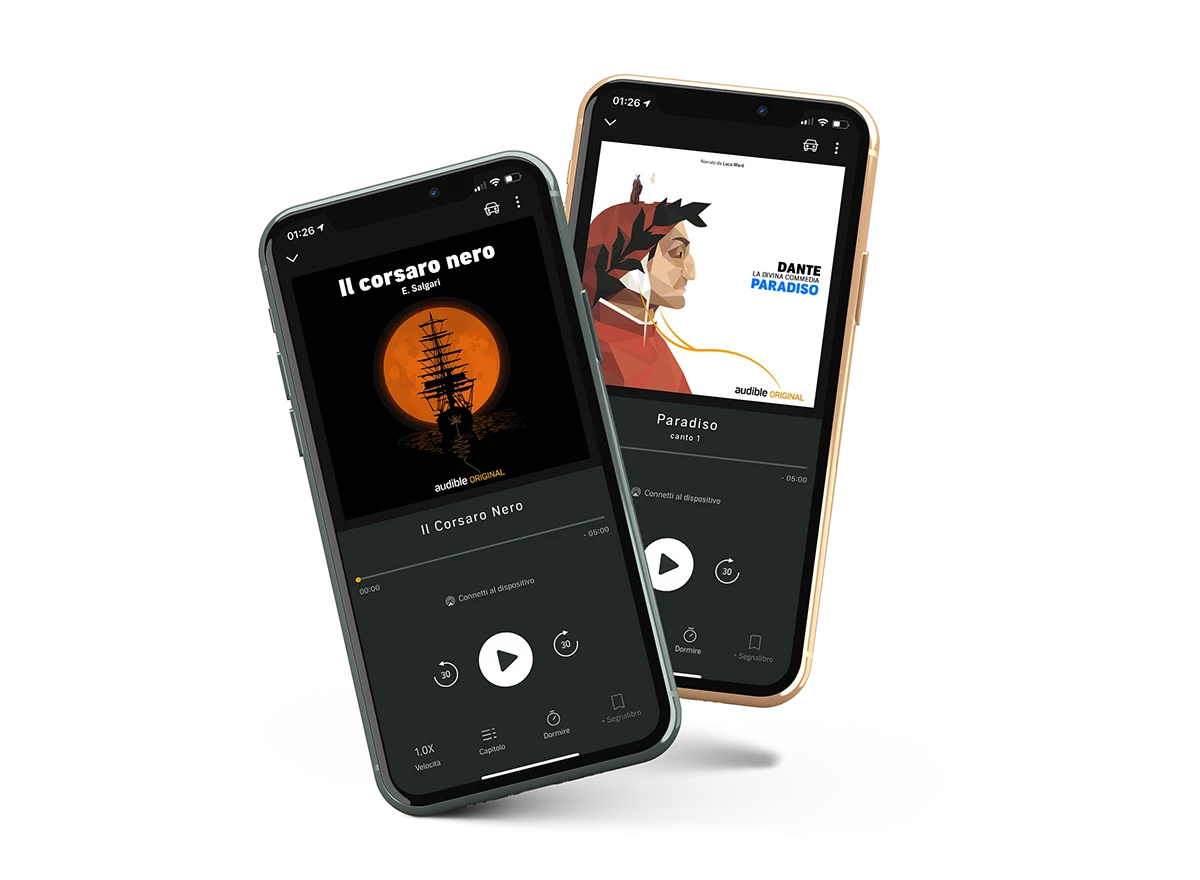 01:26
Il corsaro nero
E. Salgari
audible ORIGINAL
Il Corsaro Nero
00:00
- 05:00
Connetti al dispositivo
30
30
1,0X
Velocità
Capitolo
Dormire
+ Segnalibro
01:26
Narrato da Luca Ward
DANTE
LA DIVINA COMMEDIA
PARADISO
audible ORIGINAL
Paradiso
canto 1
- 05:00
Connetti al dispositivo
30
Dormire
+ Segnalibro